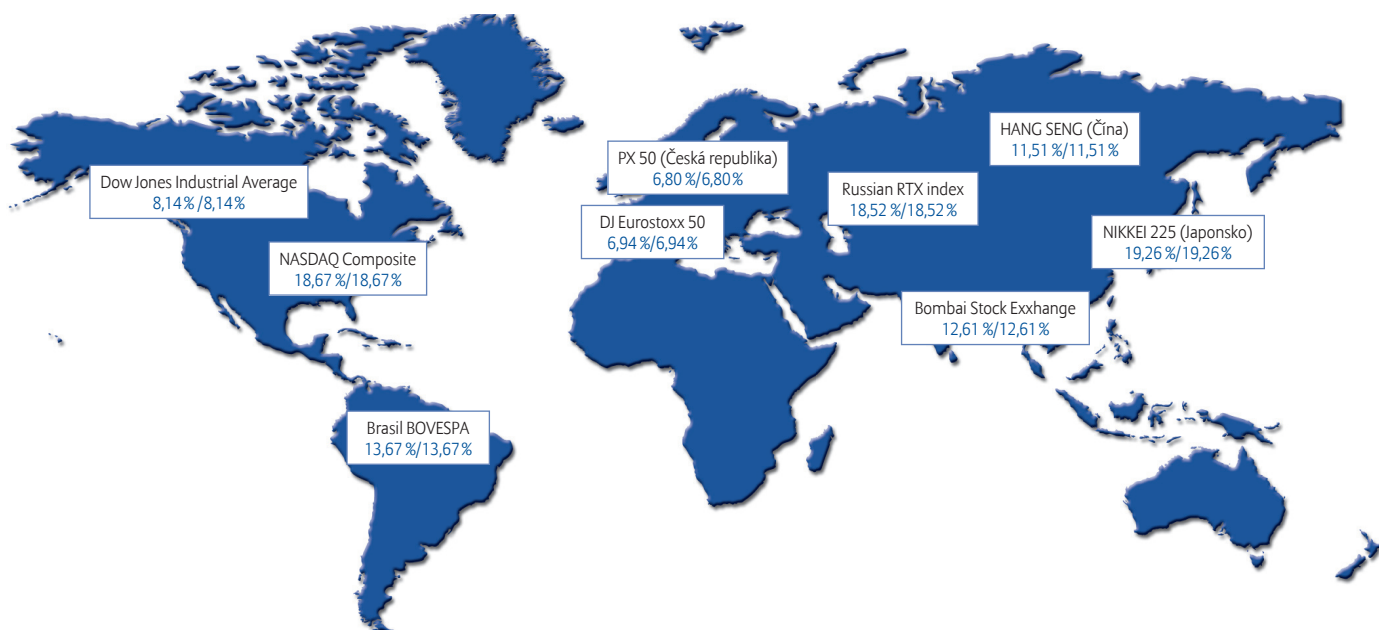 HANG SENG (Čína)
11,51 %/11,51 %
PX 50 (Česká republika)
6,80 %/6,80 %
Dow Jones Industrial Average
8,14 %/8,14 %
Russian RTX index
18,52 %/18,52 %
DJ Eurostoxx 50
6,94 %/6,94 %
NIKKEI 225 (Japonsko)
19,26 %/19,26 %
NASDAQ Composite
18,67 %/18,67 %
Bombai Stock Exxhange
12,61 %/12,61 %
Brasil BOVESPA
13,67 %/13,67 %